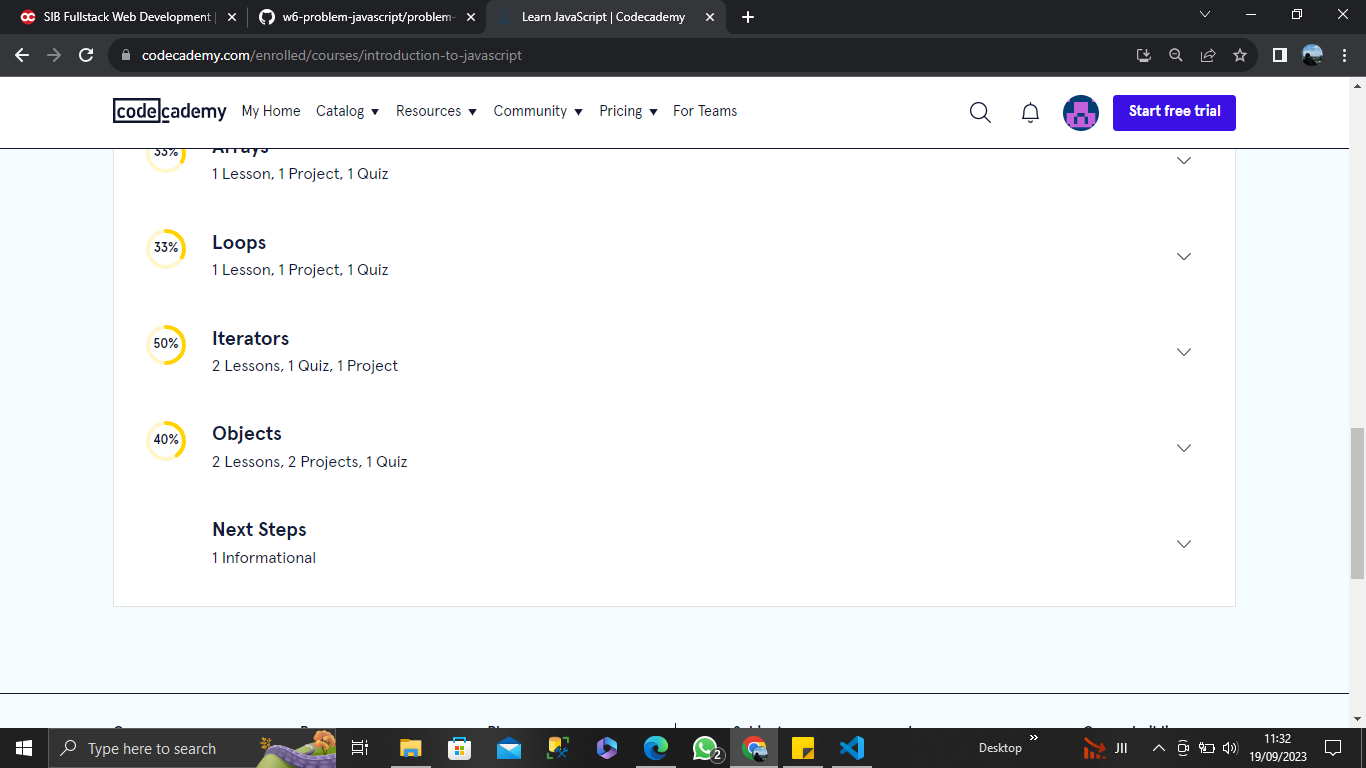 SIB Fullstack Web Development
w6-problem-javascript/problem-
Learn JavaScript | Codecademy
codecademy.com/enrolled/courses/introduction-to-javascript
codecademy My Home Catalog Resources Community Pricing For Teams Start free trial
33% Arrays
1 Lesson, 1 Project, 1 Quiz
33% Loops
1 Lesson, 1 Project, 1 Quiz
50% Iterators
2 Lessons, 1 Quiz, 1 Project
40% Objects
2 Lessons, 2 Projects, 1 Quiz
Next Steps
1 Informational
Type here to search
2
Desktop
JII
11:32
19/09/2023